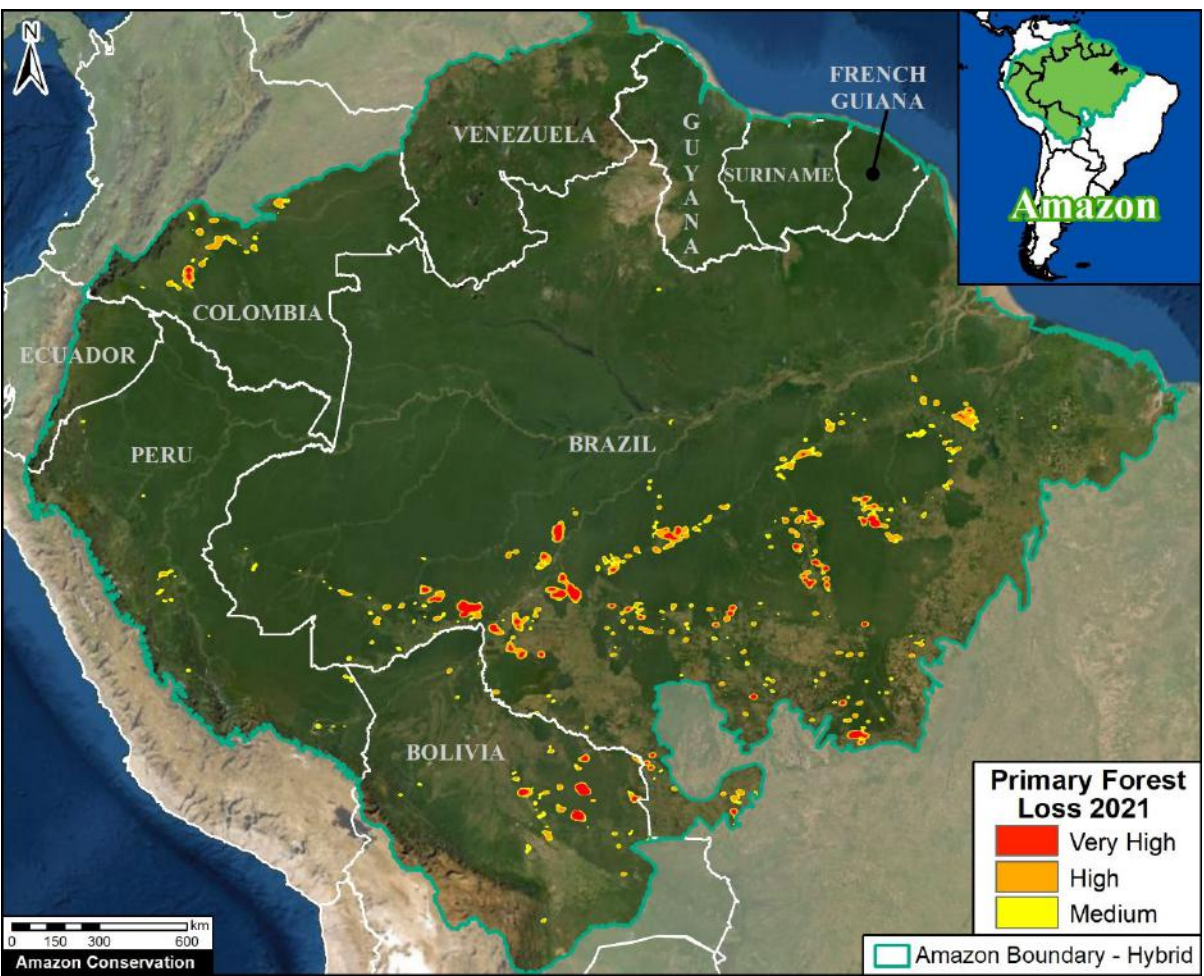 N
VENEZUELA
GUYANA
SURINAME
FRENCH
GUIANA
COLOMBIA
ECUADOR
PERU
BRAZIL
BOLIVIA
Amazon
Primary Forest
Loss 2021
Very High
High
Medium
Amazon Boundary - Hybrid
km
0 150 300 600
Amazon Conservation